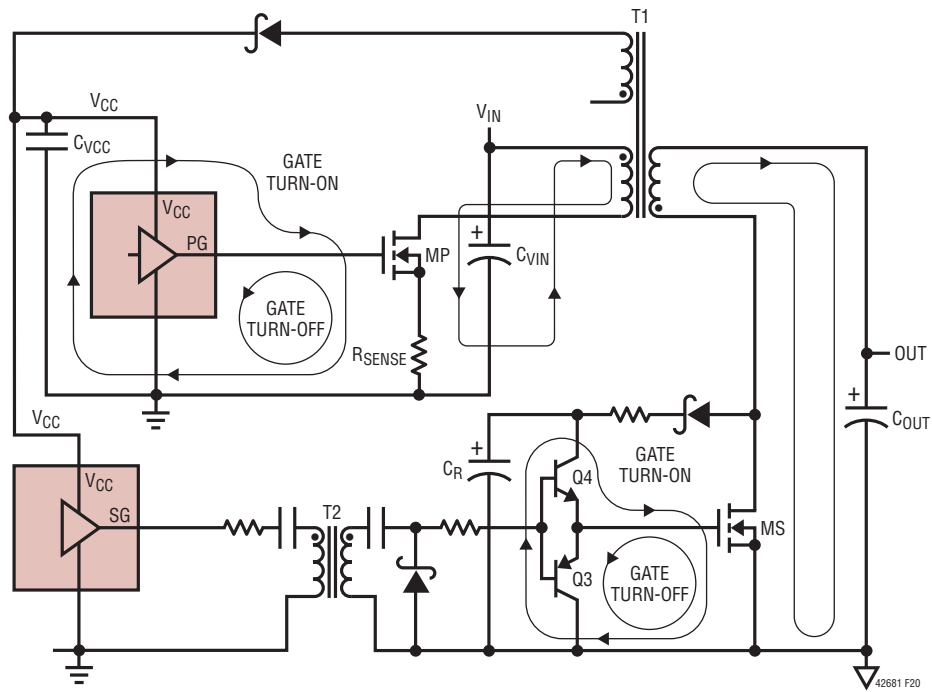 T1
VCC
VIN
CVCC
GATE
TURN-ON
VCC
PG
MP
+
CVIN
GATE
TURN-OFF
RSENSE
OUT
+
COUT
VCC
+
CR
GATE
TURN-ON
Q4
VCC
SG
T2
MS
Q3
GATE
TURN-OFF
42681 F20